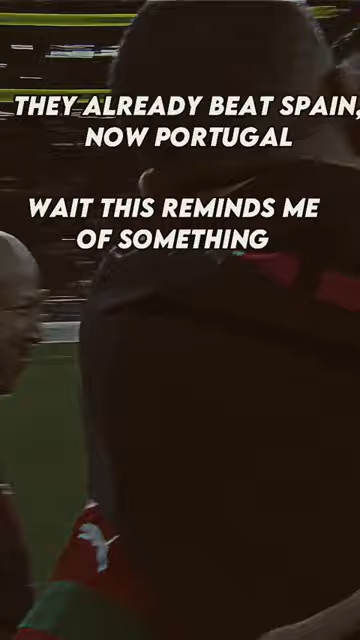 THEY ALREADY BEAT SPAIN,
NOW PORTUGAL
WAIT THIS REMINDS ME
OF SOMETHING